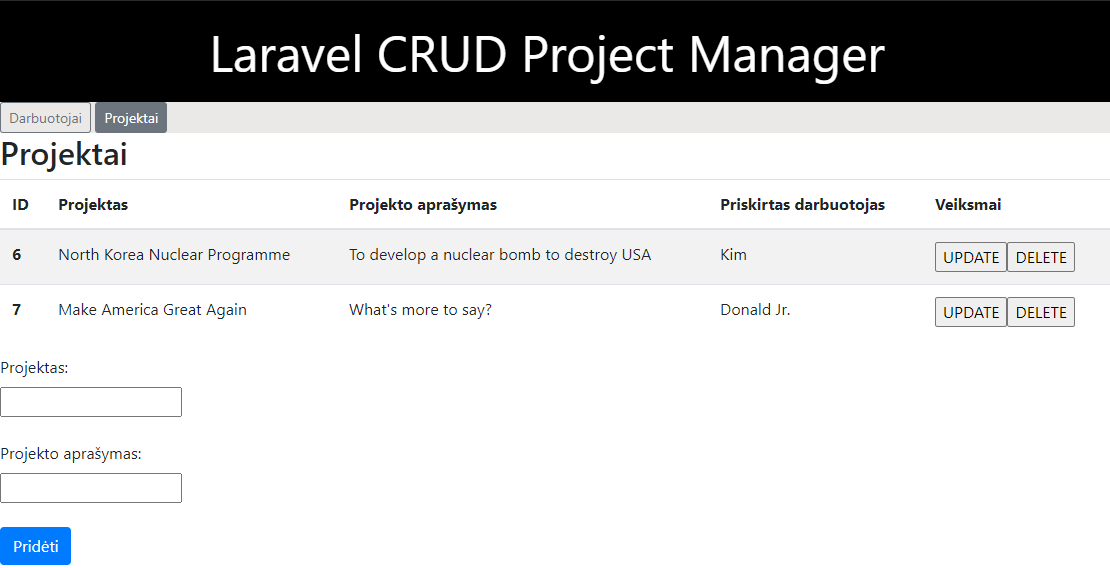 Laravel CRUD Project Manager
Darbuotojai Projektai
Projektai
ID Projektas Projekto aprašymas Priskirtas darbuotojas Veiksmai
6 North Korea Nuclear Programme To develop a nuclear bomb to destroy USA Kim UPDATE DELETE
7 Make America Great Again What's more to say? Donald Jr. UPDATE DELETE
Projektas:
Projekto aprašymas:
Pridėti